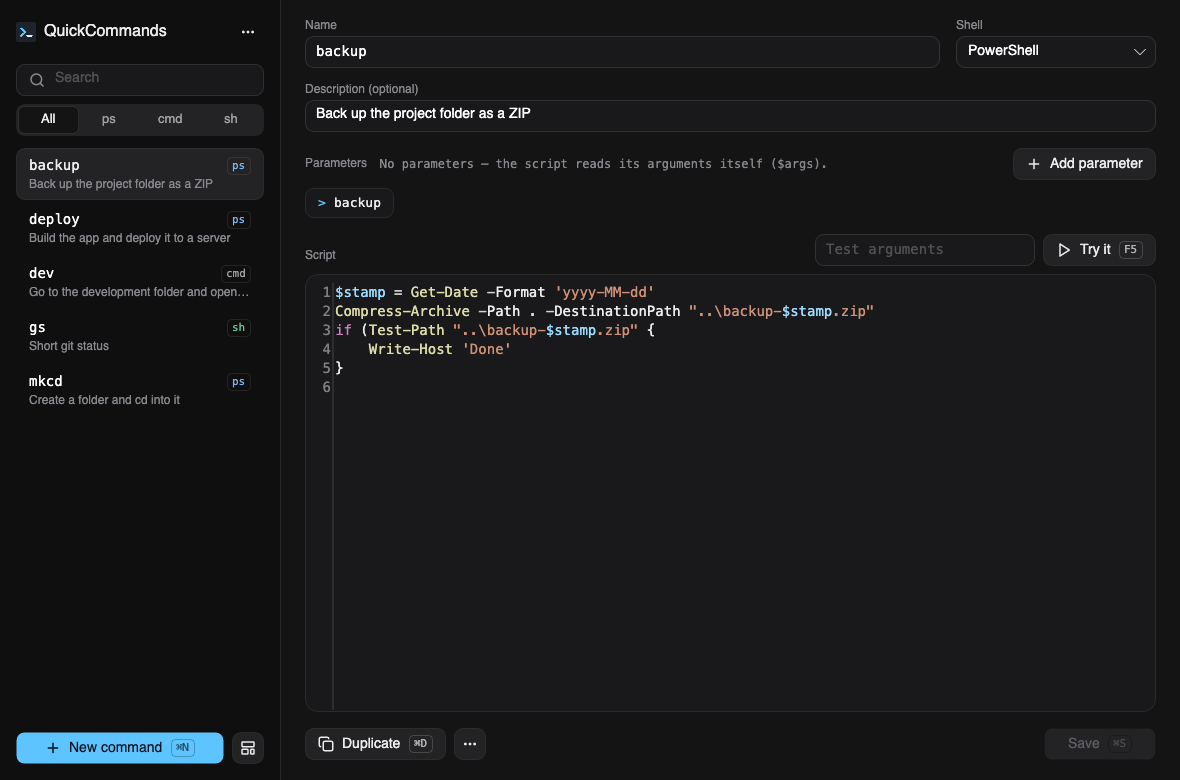 QuickCommands
Search
All ps cmd sh
backup ps
Back up the project folder as a ZIP
deploy ps
Build the app and deploy it to a server
dev cmd
Go to the development folder and open…
gs sh
Short git status
mkcd ps
Create a folder and cd into it
+ New command ⌘N
Name
backup
Shell
PowerShell
Description (optional)
Back up the project folder as a ZIP
Parameters No parameters — the script reads its arguments itself ($args).
+ Add parameter
> backup
Script
Test arguments
Try it F5
1 $stamp = Get-Date -Format 'yyyy-MM-dd'
2 Compress-Archive -Path . -DestinationPath "..\backup-$stamp.zip"
3 if (Test-Path "..\backup-$stamp.zip" {
4     Write-Host 'Done'
5 }
6
Duplicate ⌘D
Save ⌘S